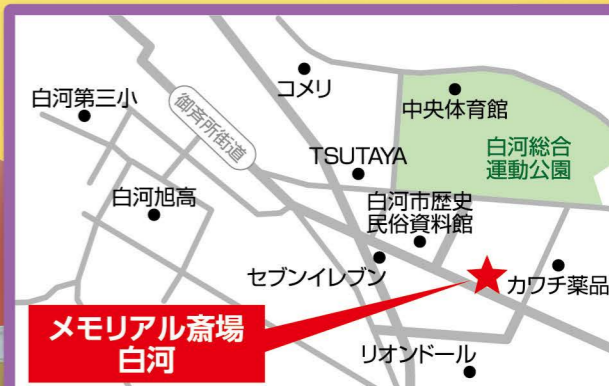 コメリ
中央体育館
白河第三小
御斉所街道
白河総合
運動公園
TSUTAYA
白河旭高
白河市歴史
民俗資料館
セブンイレブン
カワチ薬品
メモリアル斎場
白河
リオンドール